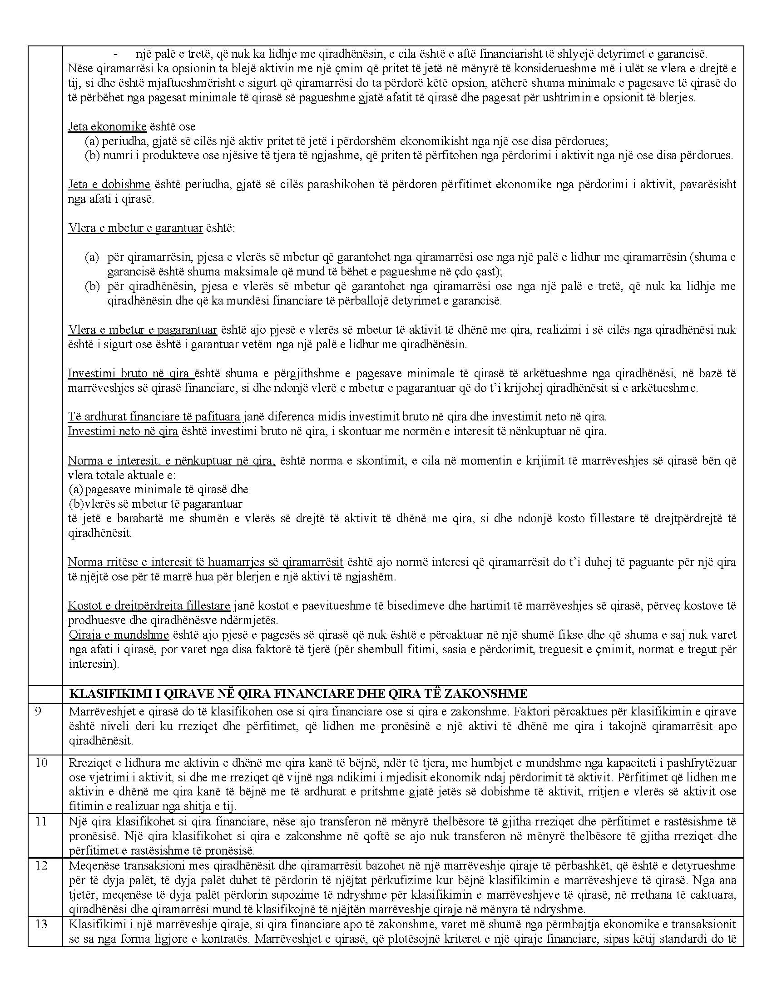 - një palë e tretë, që nuk ka lidhje me qiradhënësin, e cila është e aftë financiarisht të shlyejë detyrimet e garancisë.
Nëse qiramarrësi ka opsionin ta blejë aktivin me një çmim që pritet të jetë në mënyrë të konsiderueshme më i ulët se vlera e drejtë e
tij, si dhe është mjaftueshmërisht e sigurt që qiramarrësi do ta përdorë këtë opsion, atëherë shuma minimale e pagesave të qirasë do
të përbëhet nga pagesat minimale të qirasë së pagueshme gjatë afatit të qirasë dhe pagesat për ushtrimin e opsionit të blerjes.
Jeta ekonomike është ose
(a) periudha, gjatë së cilës një aktiv pritet të jetë i përdorshëm ekonomikisht nga një ose disa përdorues;
(b) numri i produkteve ose njësive të tjera të ngjashme, që priten të përfitohen nga përdorimi i aktivit nga një ose disa përdorues.
Jeta e dobishme është periudha, gjatë së cilës parashikohen të përdoren përfitimet ekonomike nga përdorimi i aktivit, pavarësisht
nga afati i qirasë.
Vlera e mbetur e garantuar është:
(a) për qiramarrësin, pjesa e vlerës së mbetur që garantohet nga qiramarrësi ose nga një palë e lidhur me qiramarrësin (shuma e
garancisë është shuma maksimale që mund të bëhet e pagueshme në çdo çast);
(b) për qiradhënësin, pjesa e vlerës së mbetur që garantohet nga qiramarrësi ose nga një palë e tretë, që nuk ka lidhje me
qiradhënësin dhe që ka mundësi financiare të përballojë detyrimet e garancisë.
Vlera e mbetur e pagarantuar është ajo pjesë e vlerës së mbetur të aktivit të dhënë me qira, realizimi i së cilës nga qiradhënësi nuk
është i sigurt ose është i garantuar vetëm nga një palë e lidhur me qiradhënësin.
Investimi bruto në qira është shuma e përgjithshme e pagesave minimale të qirasë të arkëtueshme nga qiradhënësi, në bazë të
marrëveshjes së qirasë financiare, si dhe ndonjë vlerë e mbetur e pagarantuar që do t’i krijohej qiradhënësit si e arkëtueshme.
Të ardhurat financiare të pafituara janë diferenca midis investimit bruto në qira dhe investimit neto në qira.
Investimi neto në qira është investimi bruto në qira, i skontuar me normën e interesit të nënkuptuar në qira.
Norma e interesit, e nënkuptuar në qira, është norma e skontimit, e cila në momentin e krijimit të marrëveshjes së qirasë bën që
vlera totale aktuale e:
(a) pagesave minimale të qirasë dhe
(b) vlerës së mbetur të pagarantuar
të jetë e barabartë me shumën e vlerës së drejtë të aktivit të dhënë me qira, si dhe ndonjë kosto fillestare të drejtpërdrejtë të
qiradhënësit.
Norma rritëse e interesit të huamarrjes së qiramarrësit është ajo normë interesi që qiramarrësit do t’i duhej të paguante për një qira
të njëjtë ose për të marrë hua për blerjen e një aktivi të ngjashëm.
Kostot e drejtpërdrejta fillestare janë kostot e paevitueshme të bisedimeve dhe hartimit të marrëveshjes së qirasë, përveç kostove të
prodhuesve dhe qiradhënësve ndërmjetës.
Qiraja e mundshme është ajo pjesë e pagesës së qirasë që nuk është e përcaktuar në një shumë fikse dhe që shuma e saj nuk varet
nga afati i qirasë, por varet nga disa faktorë të tjerë (për shembull fitimi, sasia e përdorimit, treguesit e çmimit, normat e tregut për
interesin).
KLASIFIKIMI I QIRAVE NË QIRA FINANCIARE DHE QIRA TË ZAKONSHME
9 Marrëveshjet e qirasë do të klasifikohen ose si qira financiare ose si qira e zakonshme. Faktori përcaktues për klasifikimin e qirave
është niveli deri ku rreziqet dhe përfitimet, që lidhen me pronësinë e një aktivi të dhënë me qira i takojnë qiramarrësit apo
qiradhënësit.
10 Rreziqet e lidhura me aktivin e dhënë me qira kanë të bëjnë, ndër të tjera, me humbjet e mundshme nga kapaciteti i pashfrytëzuar
ose vjetrimi i aktivit, si dhe me rreziqet që vijnë nga ndikimi i mjedisit ekonomik ndaj përdorimit të aktivit. Përfitimet që lidhen me
aktivin e dhënë me qira kanë të bëjnë me të ardhurat e pritshme gjatë jetës së dobishme të aktivit, rritjen e vlerës së aktivit ose
fitimin e realizuar nga shitja e tij.
11 Një qira klasifikohet si qira financiare, nëse ajo transferon në mënyrë thelbësore të gjitha rreziqet dhe përfitimet e rastësishme të
pronësisë. Një qira klasifikohet si qira e zakonshme në qoftë se ajo nuk transferon në mënyrë thelbësore të gjitha rreziqet dhe
përfitimet e rastësishme të pronësisë.
12 Meqenëse transaksioni mes qiradhënësit dhe qiramarrësit bazohet në një marrëveshje qiraje të përbashkët, që është e detyrueshme
për të dyja palët, të dyja palët duhet të përdorin të njëjtat përkufizime kur bëjnë klasifikimin e marrëveshjeve të qirasë. Nga ana
tjetër, meqenëse të dyja palët përdorin supozime të ndryshme për klasifikimin e marrëveshjeve të qirasë, në rrethana të caktuara,
qiradhënësi dhe qiramarrësi mund të klasifikojnë të njëjtën marrëveshje qiraje në mënyra të ndryshme.
13 Klasifikimi i një marrëveshje qiraje, si qira financiare apo të zakonshme, varet më shumë nga përmbajtja ekonomike e transaksionit
se sa nga forma ligjore e kontratës. Marrëveshjet e qirasë, që plotësojnë kriteret e një qiraje financiare, sipas këtij standardi do të